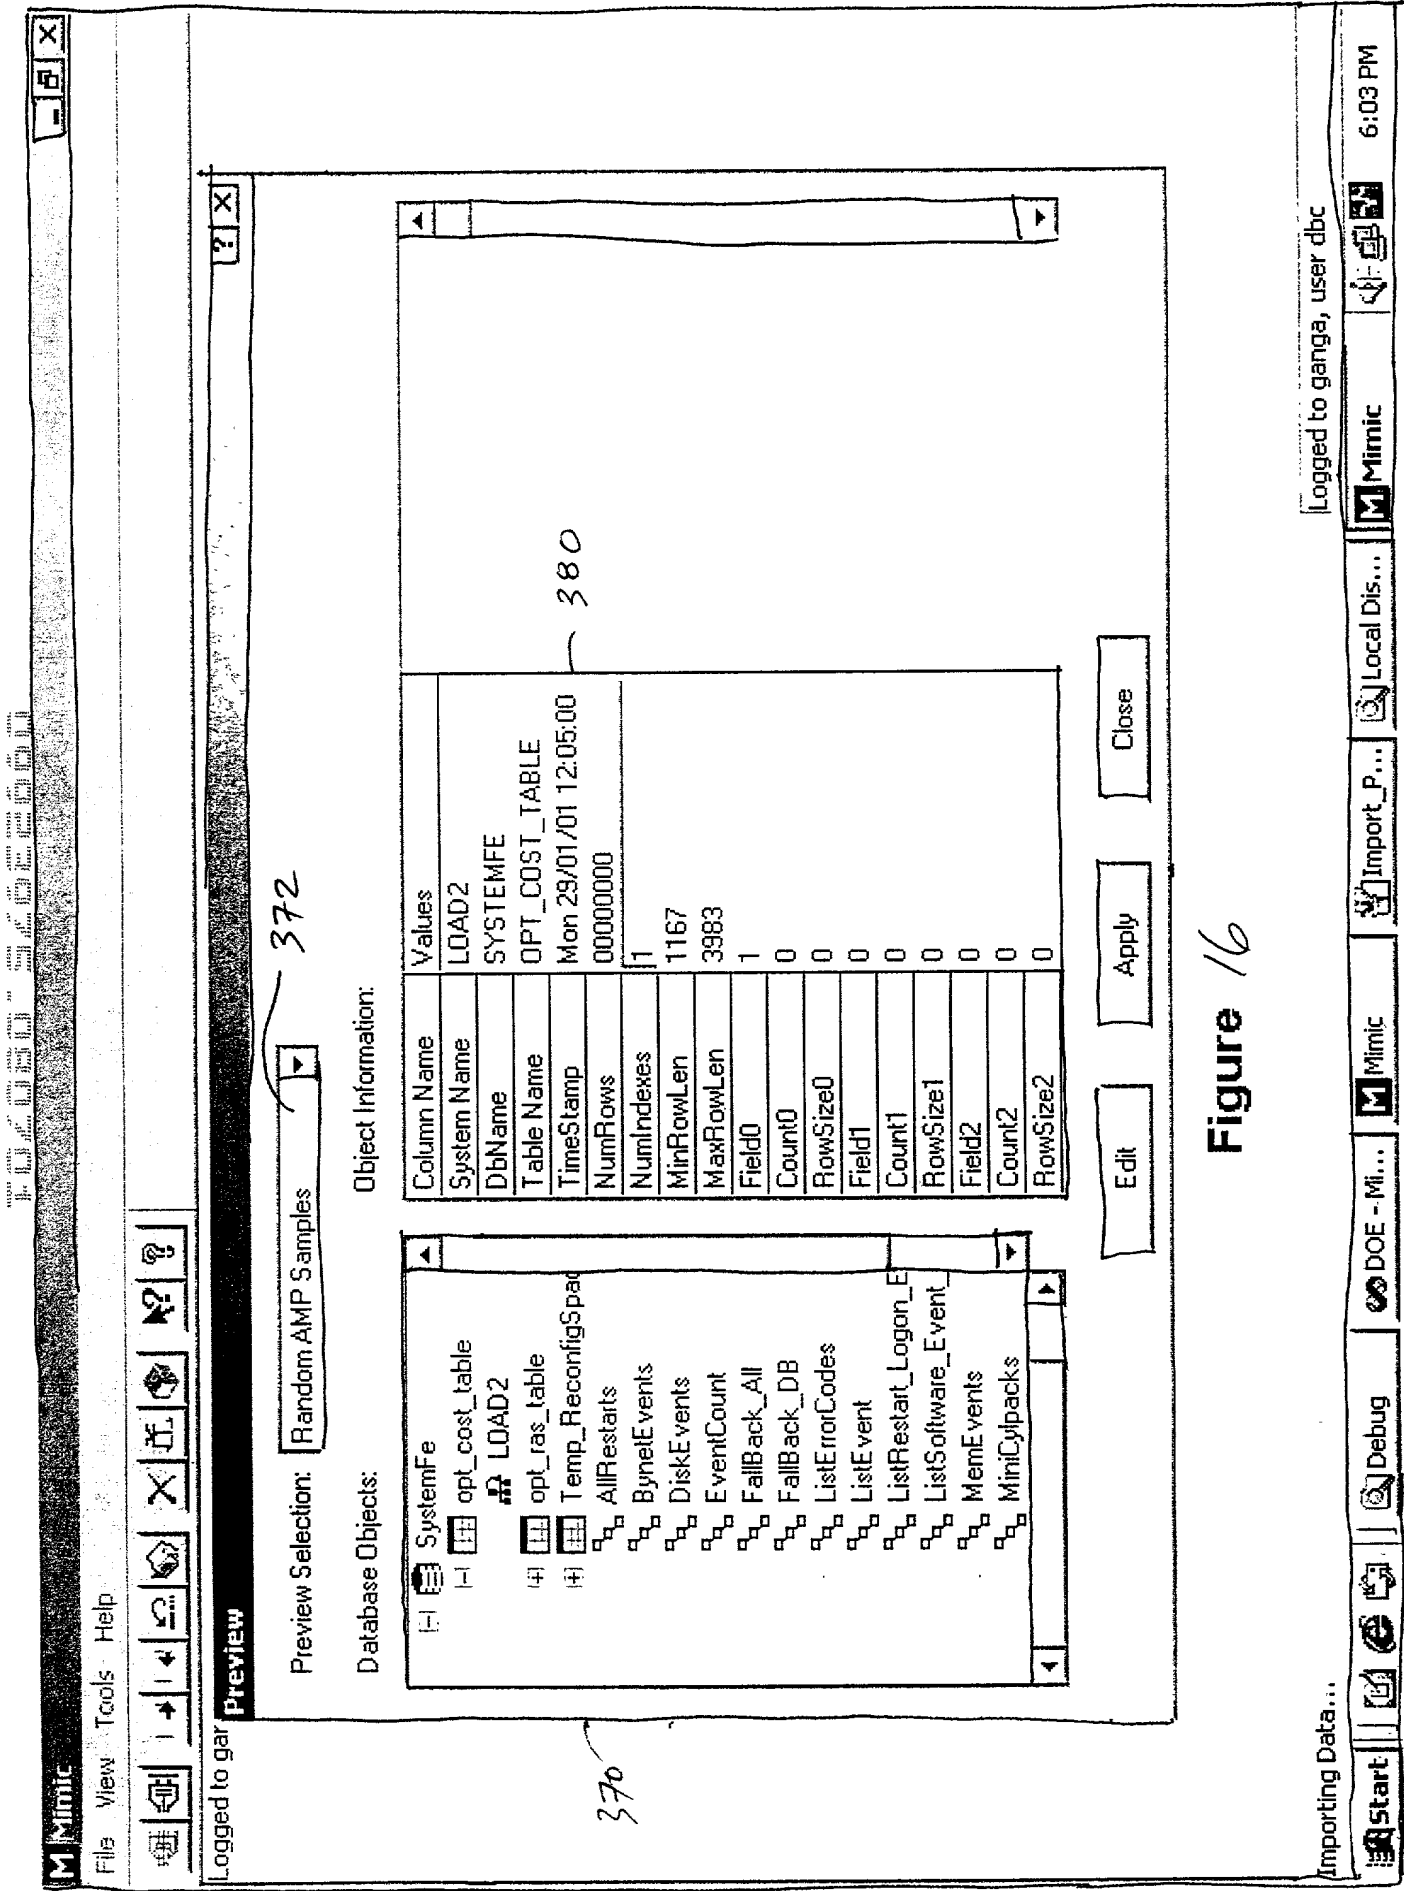 Mimic
File View Tools Help
Logged to gar
Preview
370
Preview Selection:
Random AMP Samples
372
Database Objects:
SystemFe
opt_cost_table
LOAD2
opt_ras_table
Temp_ReconfigSpac
AllRestarts
BynetEvents
DiskEvents
EventCount
FallBack_All
FallBack_DB
ListErrorCodes
ListEvent
ListRestart_Logon_E
ListSoftware_Event_
MemEvents
MiniCylpacks
Object Information:
Column Name Values
System Name LOAD2
DbName SYSTEMFE
Table Name OPT_COST_TABLE
TimeStamp Mon 29/01/01 12:05:00
NumRows 00000000
NumIndexes 1
MinRowLen 1167
MaxRowLen 3983
Field0 1
Count0 0
RowSize0 0
Field1 0
Count1 0
RowSize1 0
Field2 0
Count2 0
RowSize2 0
380
Edit Apply Close
Figure 16
Importing Data...
Logged to ganga, user dbc
Start Debug DOE - Mi... Mimic Import_P... Local Dis... Mimic 6:03 PM